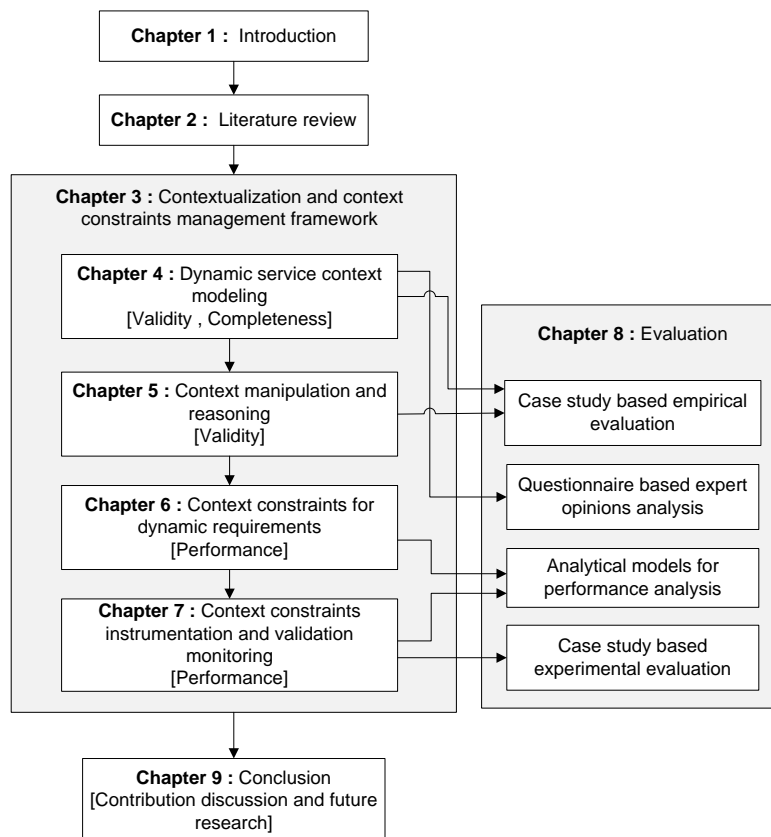 Chapter 1 : Introduction
Chapter 2 : Literature review
Chapter 3 : Contextualization and context
constraints management framework
Chapter 4 : Dynamic service context
modeling
[Validity , Completeness]
Chapter 5 : Context manipulation and
reasoning
[Validity]
Chapter 6 : Context constraints for
dynamic requirements
[Performance]
Chapter 7 : Context constraints
instrumentation and validation
monitoring
[Performance]
Chapter 8 : Evaluation
Case study based empirical
evaluation
Questionnaire based expert
opinions analysis
Analytical models for
performance analysis
Case study based
experimental evaluation
Chapter 9 : Conclusion
[Contribution discussion and future
research]